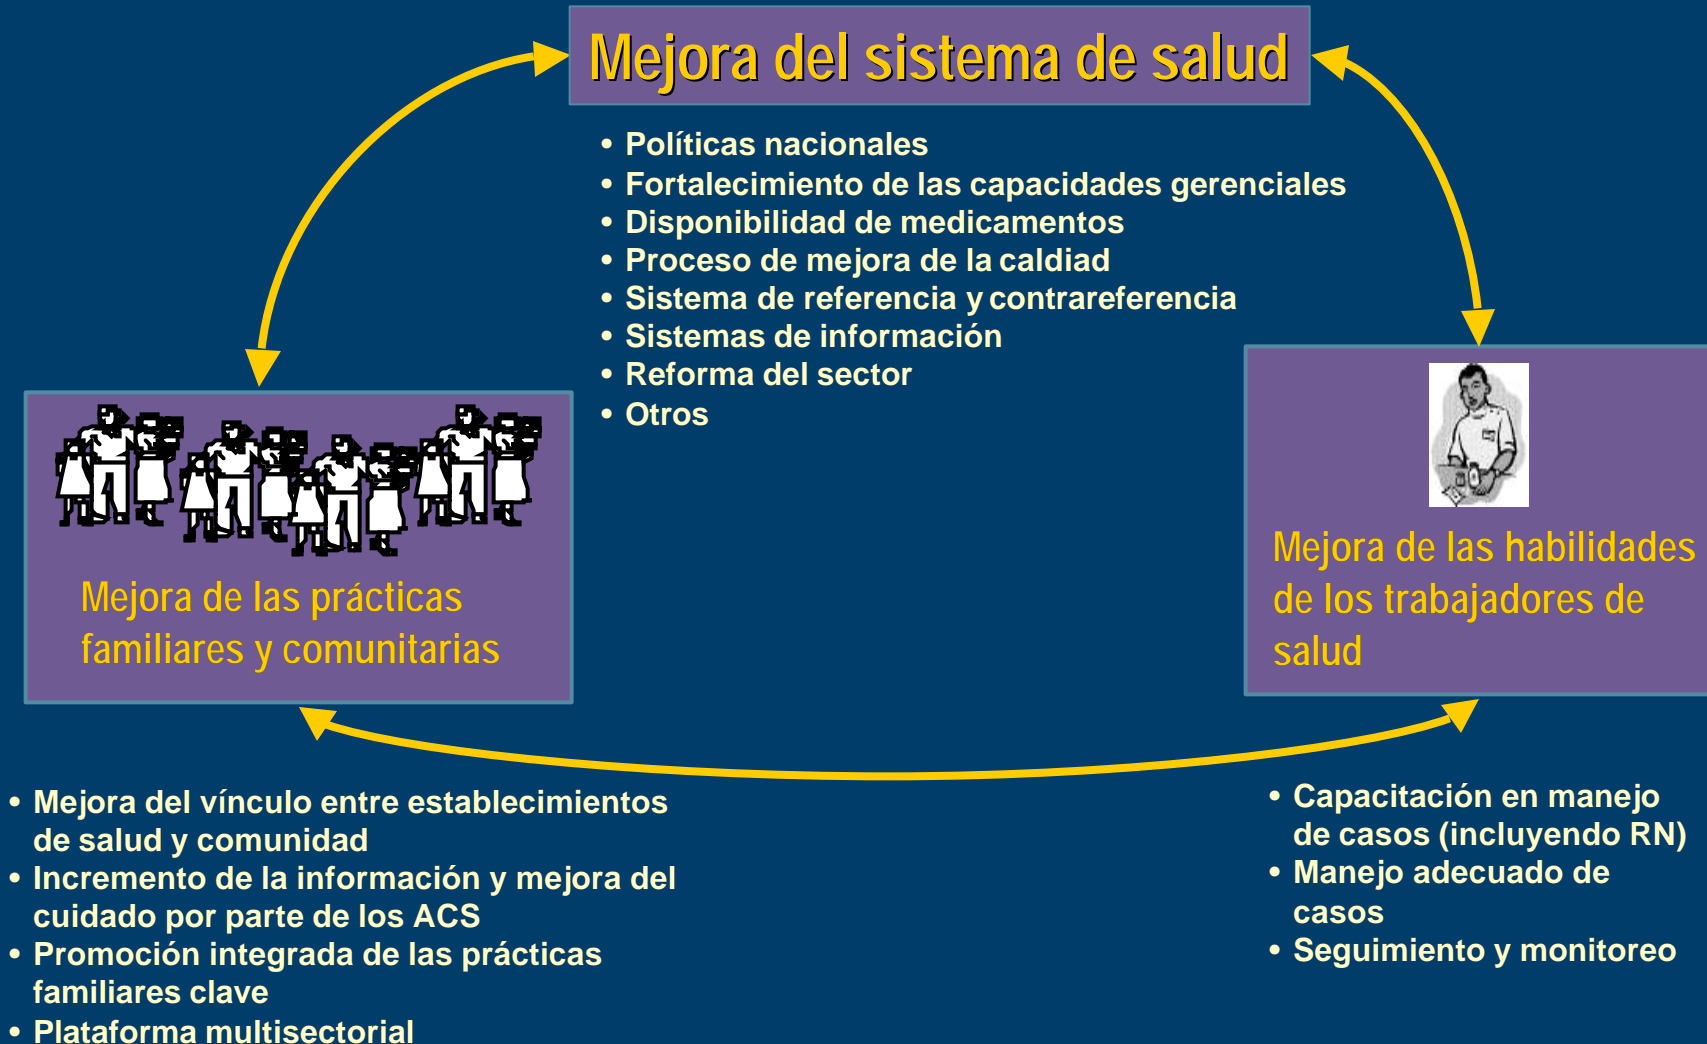 Mejora del sistema de salud
• Políticas nacionales
• Fortalecimiento de las capacidades gerenciales
• Disponibilidad de medicamentos
• Proceso de mejora de la caldiad
• Sistema de referencia y contrareferencia
• Sistemas de información
• Reforma del sector
• Otros
Mejora de las prácticas
familiares y comunitarias
Mejora de las habilidades
de los trabajadores de
salud
• Mejora del vínculo entre establecimientos
de salud y comunidad
• Incremento de la información y mejora del
cuidado por parte de los ACS
• Promoción integrada de las prácticas
familiares clave
• Plataforma multisectorial
• Capacitación en manejo
de casos (incluyendo RN)
• Manejo adecuado de
casos
• Seguimiento y monitoreo